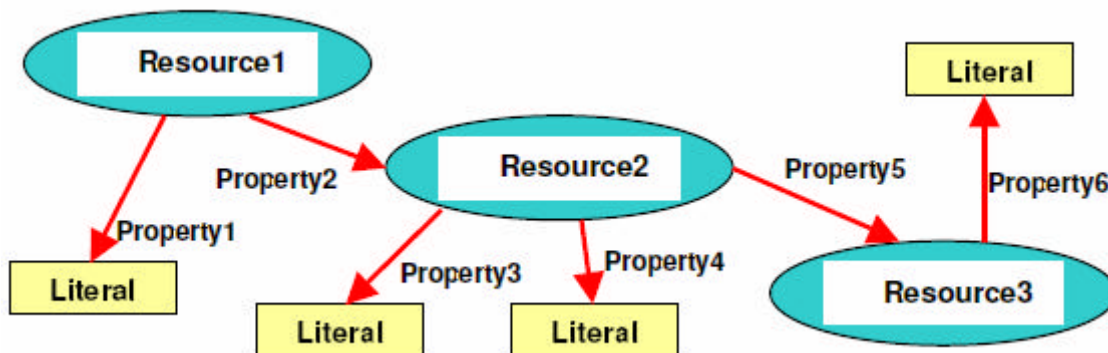 Resource1
Literal
Resource2
Property5
Property2
Property6
Property1
Property3
Property4
Literal
Resource3
Literal
Literal